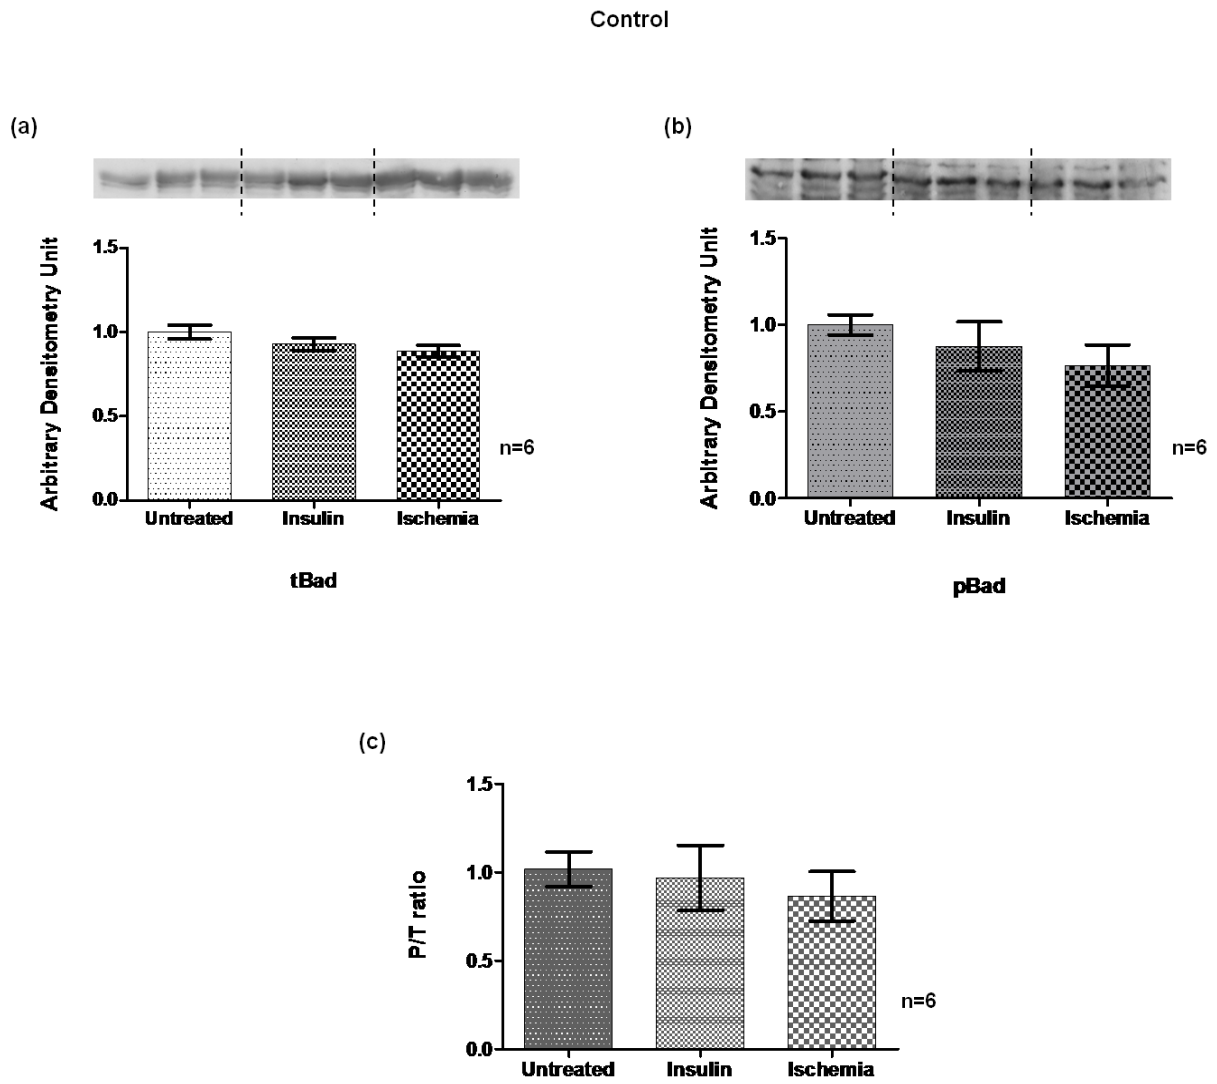 Control
(a)
Arbitrary Densitometry Unit
1.5
1.0
0.5
0.0
Untreated Insulin Ischemia
n=6
tBad
(b)
Arbitrary Densitometry Unit
1.5
1.0
0.5
0.0
Untreated Insulin Ischemia
n=6
pBad
(c)
P/T ratio
1.5
1.0
0.5
0.0
Untreated Insulin Ischemia
n=6